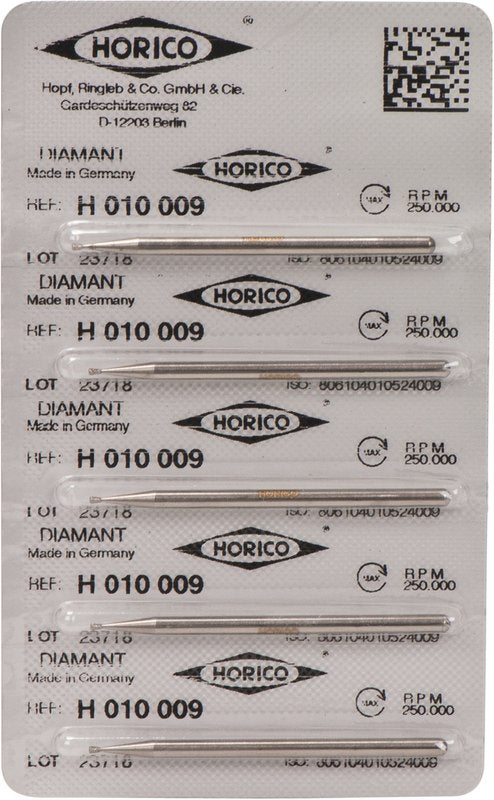 HORICO ®
Hopf, Ringleb & Co. GmbH & Cie.
Gardeschützenweg 82
D-12203 Berlin
DIAMANT
Made in Germany
HORICO ®
REF: H 010 009
MAX
RPM
250.000
LOT 23718 ISO: 806104010524009
DIAMANT
Made in Germany
HORICO ®
REF: H 010 009
MAX
RPM
250.000
LOT 23718 ISO: 806104010524009
DIAMANT
Made in Germany
HORICO ®
REF: H 010 009
MAX
RPM
250.000
LOT 23718 ISO: 806104010524009
DIAMANT
Made in Germany
HORICO ®
REF: H 010 009
MAX
RPM
250.000
LOT 23718 ISO: 806104010524009
DIAMANT
Made in Germany
HORICO ®
REF: H 010 009
MAX
RPM
250.000
LOT 23718 ISO: 806104010524009